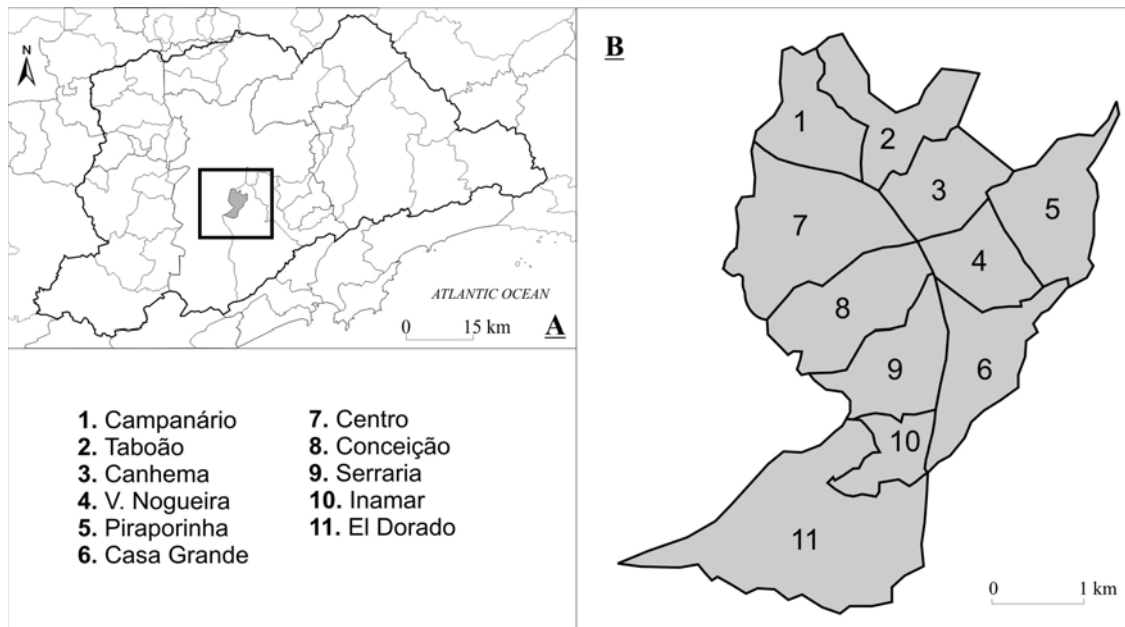 N
ATLANTIC OCEAN
0 15 km
A
1. Campanário
2. Taboão
3. Canhema
4. V. Nogueira
5. Piraporinha
6. Casa Grande
7. Centro
8. Conceição
9. Serraria
10. Inamar
11. El Dorado
B
1
2
3
5
7
4
8
9
6
10
11
0 1 km